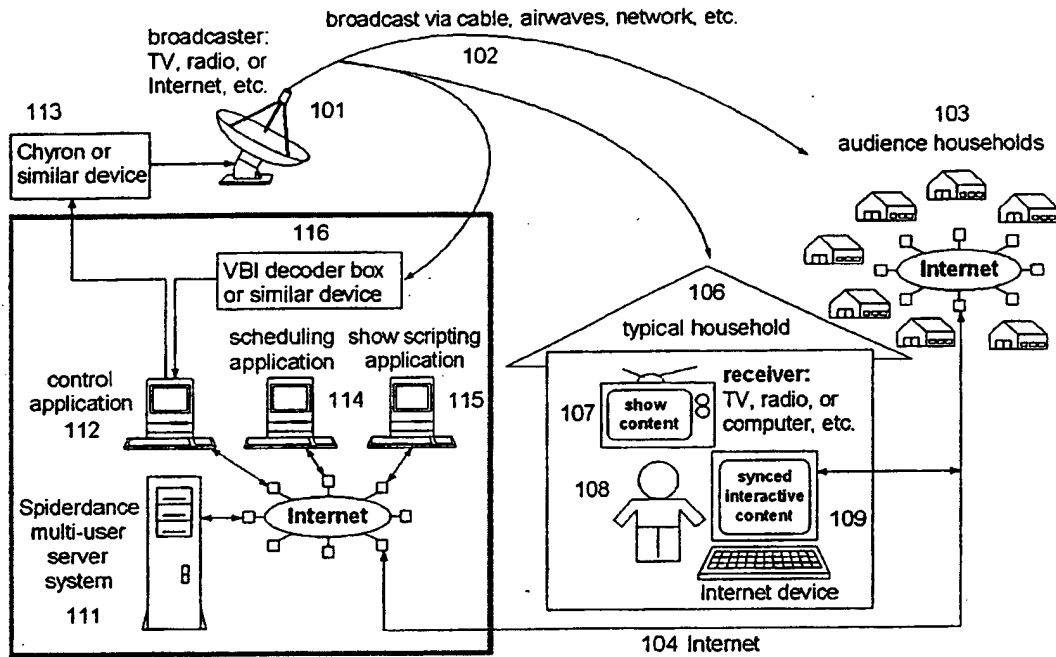 broadcast via cable, airwaves, network, etc.
102
broadcaster:
TV, radio, or
Internet, etc.
101
113
Chyron or
similar device
103
audience households
Internet
116
VBI decoder box
or similar device
106
typical household
scheduling
application
114
show scripting
application
115
control
application
112
receiver:
TV, radio, or
computer, etc.
107
show
content
108
synced
interactive
content
109
Internet device
Spiderdance
multi-user
server
system
111
Internet
104 Internet